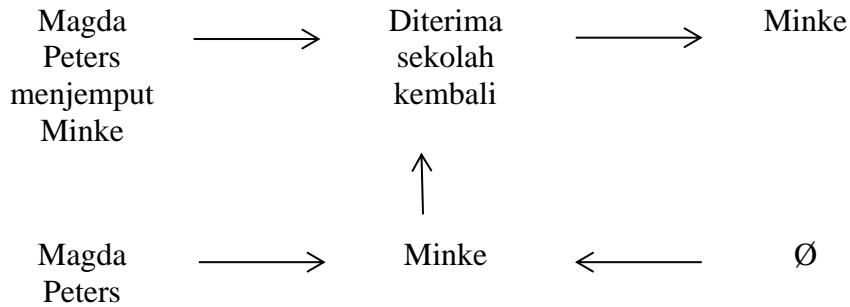 Magda
Peters
menjemput
Minke
Diterima
sekolah
kembali
Minke
Magda
Peters
Minke
Ø